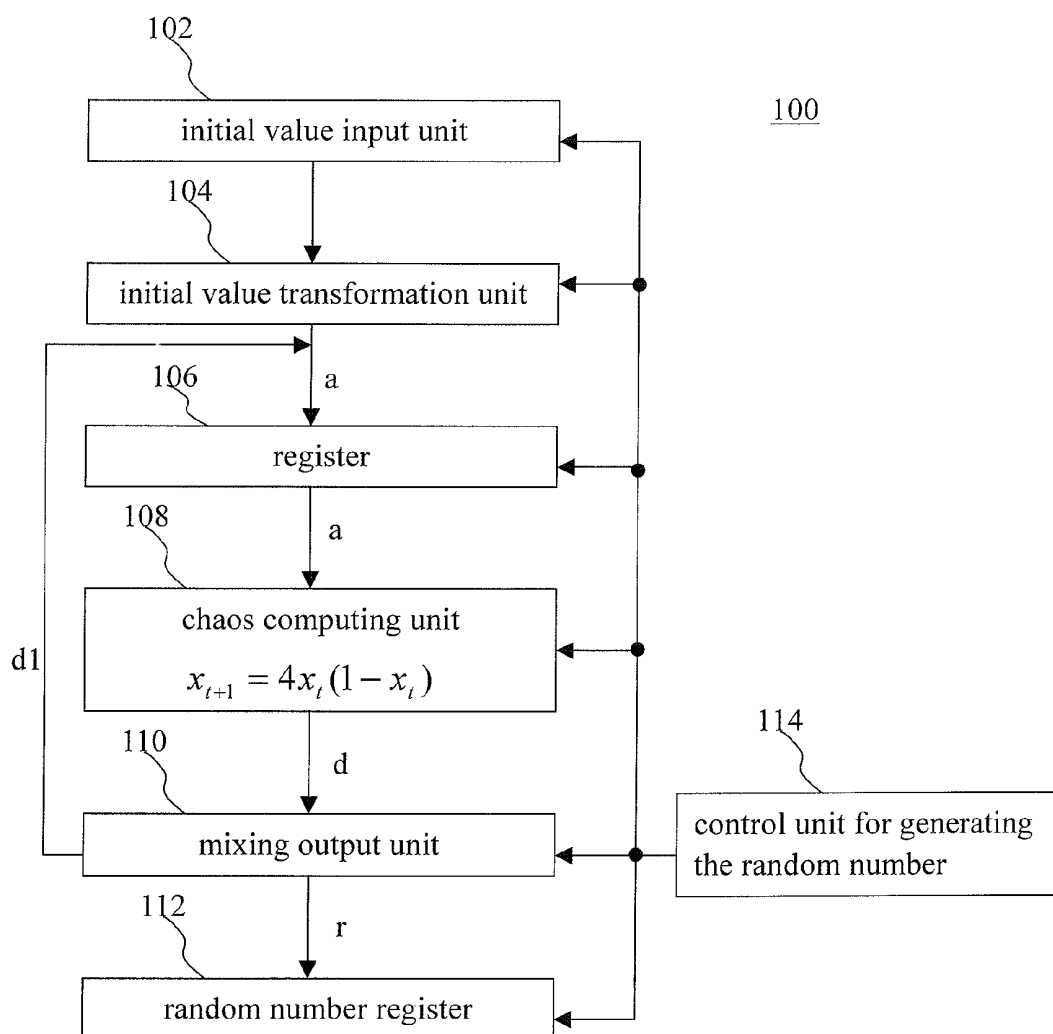 102
100
initial value input unit
104
initial value transformation unit
106
a
register
108
a
chaos computing unit
x_{t+1} = 4x_t(1 − x_t)
d1
110
d
114
mixing output unit
control unit for generating
the random number
112
r
random number register